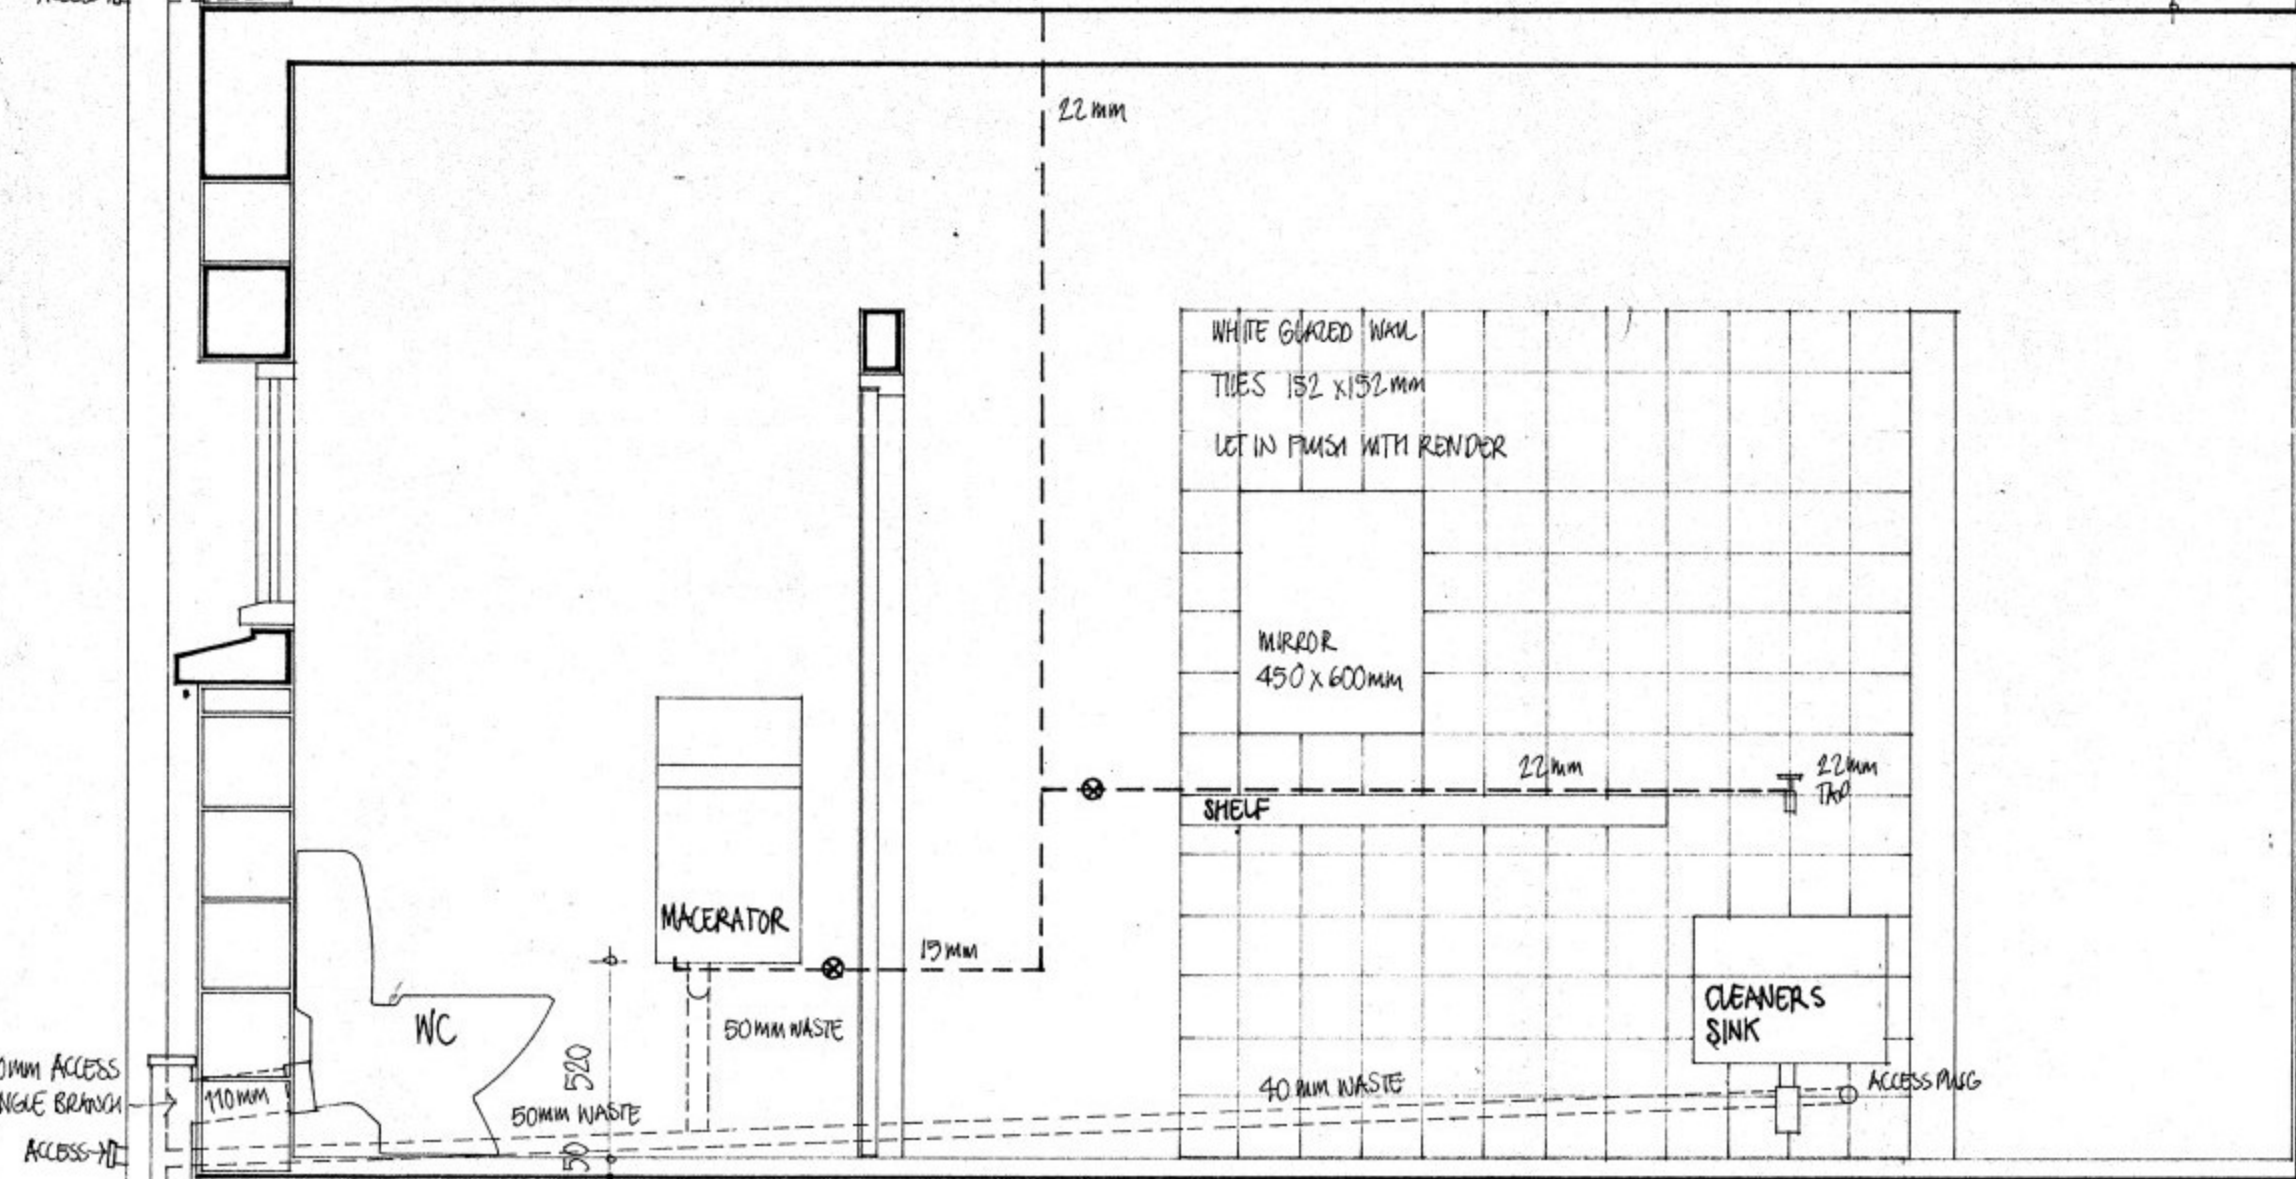 22mm
WHITE GLAZED WALL
TILES 152 x152mm
LET IN FLUSH WITH RENDER
MIRROR
450 x 600mm
22mm
22mm
TAP
SHELF
MACERATOR
15mm
CLEANERS
SINK
WC
50mm WASTE
520
0mm ACCESS
NGLE BRANCH
110mm
40mm WASTE
ACCESS PLUG
50mm WASTE
ACCESS
50